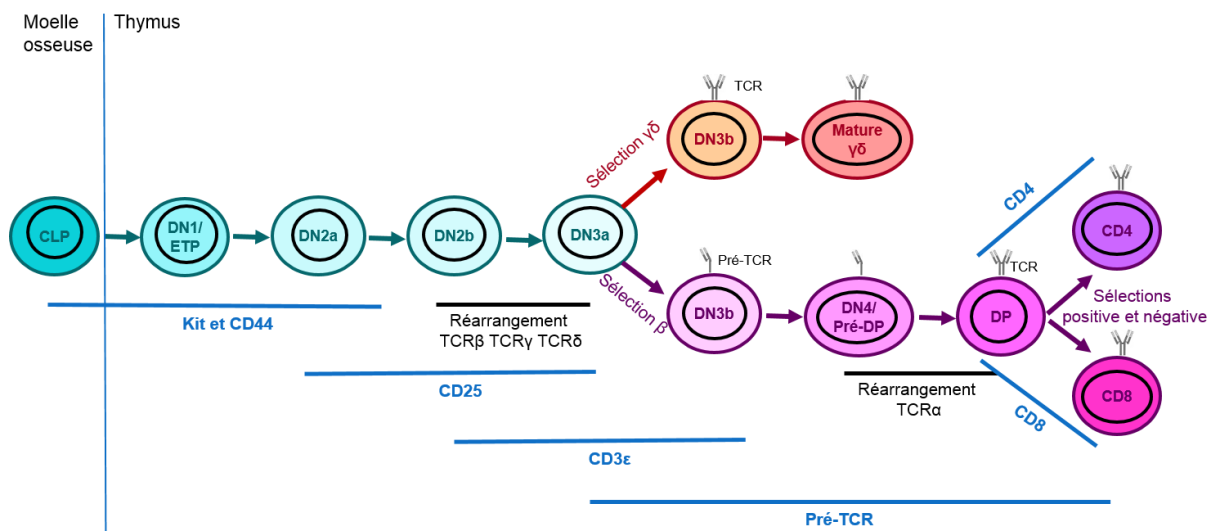 Moelle
osseuse
Thymus
TCR
DN3b
Mature
γδ
Sélection γδ
CD4
CLP
DN1/
ETP
DN2a
DN2b
DN3a
CD4
Pré-TCR
TCR
Sélection β
DN3b
DN4/
Pré-DP
DP
Sélections
positive et négative
Kit et CD44
Réarrangement
TCRβ TCRγ TCRδ
CD25
Réarrangement
TCRα
CD8
CD8
CD3ε
Pré-TCR